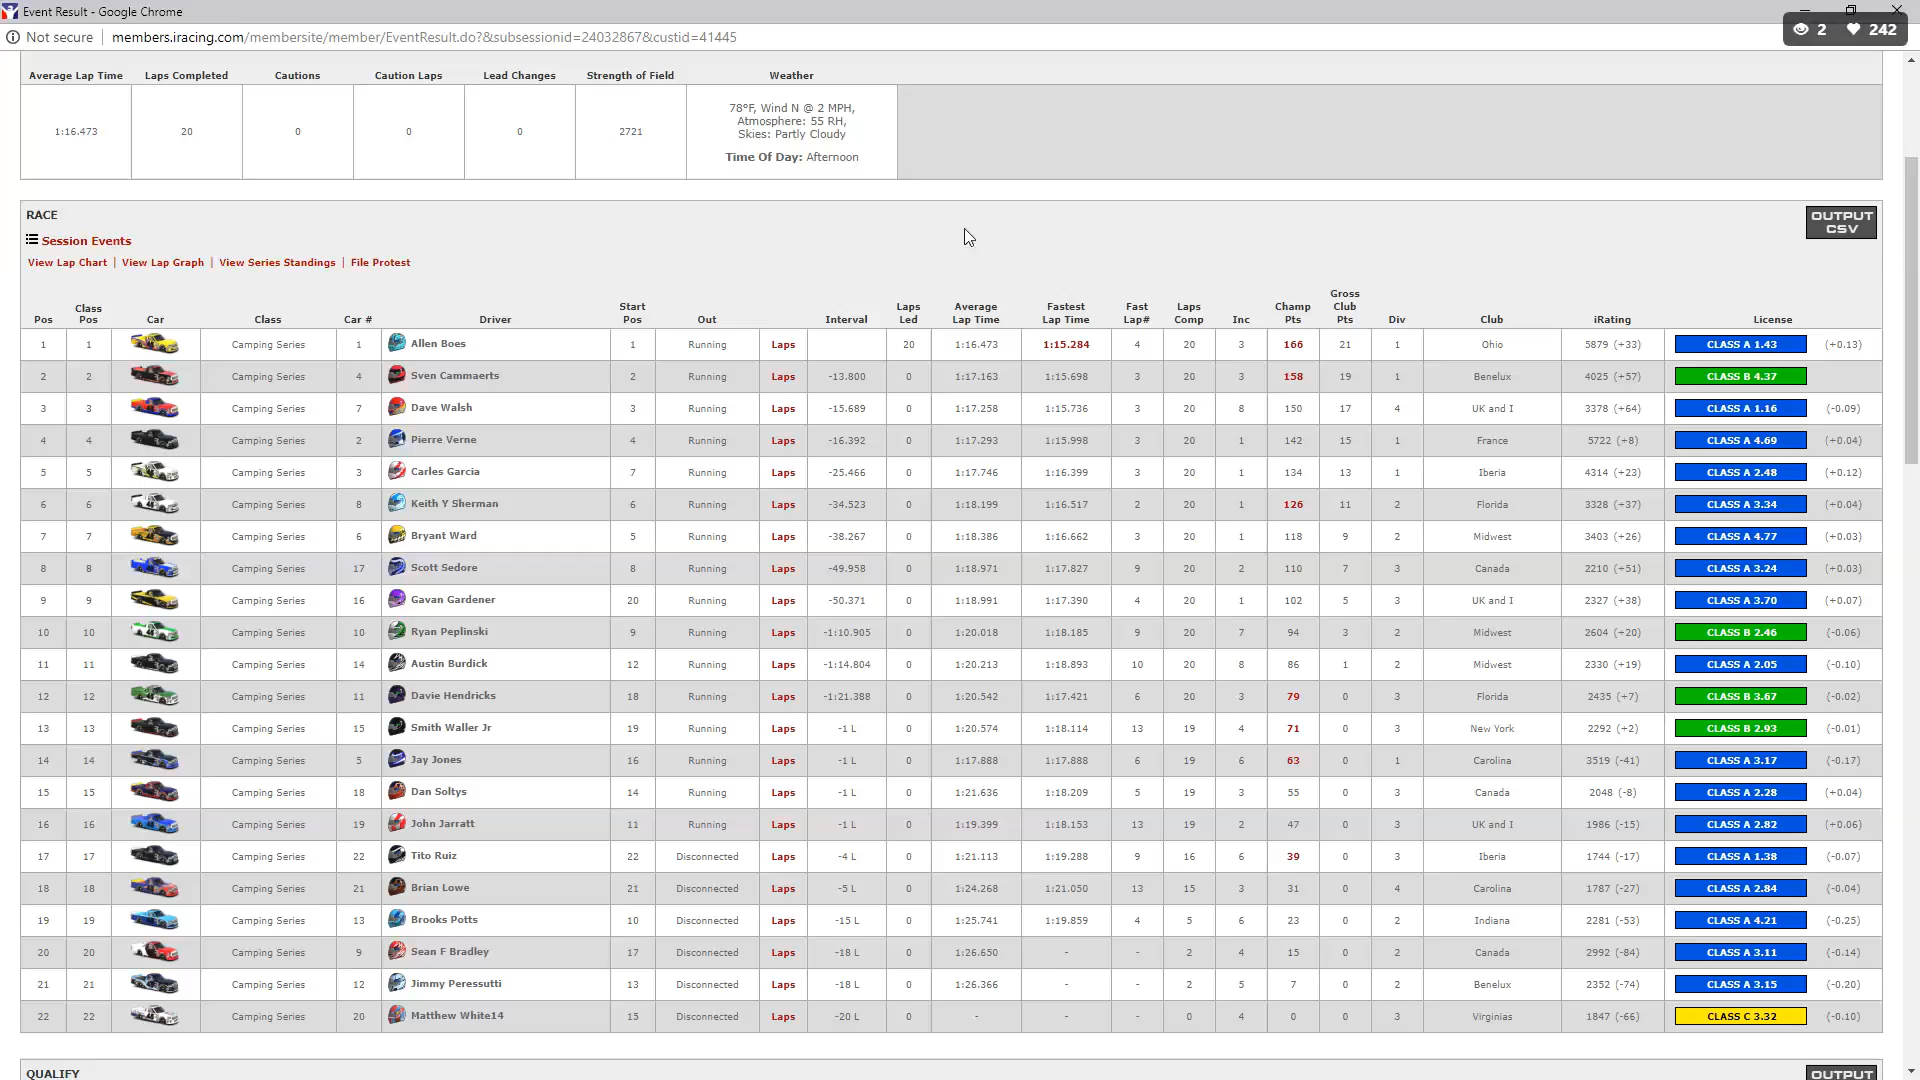 Event Result - Google Chrome
2 242
Not secure members.iracing.com/membersite/member/EventResult.do?&subsessionid=24032867&custid=41445
Average Lap Time Laps Completed Cautions Caution Laps Lead Changes Strength of Field Weather
1:16.473 20 0 0 0 2721 78°F, Wind N @ 2 MPH,
Atmosphere: 55 RH,
Skies: Partly Cloudy
Time Of Day: Afternoon
RACE
OUTPUT
CSV
Session Events
View Lap Chart | View Lap Graph | View Series Standings | File Protest
Pos Class Pos Car Class Car # Driver Start Pos Out Interval Laps Led Average Lap Time Fastest Lap Time Fast Lap# Laps Comp Inc Champ Pts Gross Club Pts Div Club iRating License
1 1 Camping Series 1 Allen Boes 1 Running Laps 20 1:16.473 1:15.284 4 20 3 166 21 1 Ohio 5879 (+33) CLASS A 1.43 (+0.13)
2 2 Camping Series 4 Sven Cammaerts 2 Running Laps -13.800 0 1:17.163 1:15.698 3 20 3 158 19 1 Benelux 4025 (+57) CLASS B 4.37
3 3 Camping Series 7 Dave Walsh 3 Running Laps -15.689 0 1:17.258 1:15.736 3 20 8 150 17 4 UK and I 3378 (+64) CLASS A 1.16 (-0.09)
4 4 Camping Series 2 Pierre Verne 4 Running Laps -16.392 0 1:17.293 1:15.998 3 20 1 142 15 1 France 5722 (+8) CLASS A 4.69 (+0.04)
5 5 Camping Series 3 Carles Garcia 7 Running Laps -25.466 0 1:17.746 1:16.399 3 20 1 134 13 1 Iberia 4314 (+23) CLASS A 2.48 (+0.12)
6 6 Camping Series 8 Keith Y Sherman 6 Running Laps -34.523 0 1:18.199 1:16.517 2 20 1 126 11 2 Florida 3328 (+37) CLASS A 3.34 (+0.04)
7 7 Camping Series 6 Bryant Ward 5 Running Laps -38.267 0 1:18.386 1:16.662 3 20 1 118 9 2 Midwest 3403 (+26) CLASS A 4.77 (+0.03)
8 8 Camping Series 17 Scott Sedore 8 Running Laps -49.958 0 1:18.971 1:17.827 9 20 2 110 7 3 Canada 2210 (+51) CLASS A 3.24 (+0.03)
9 9 Camping Series 16 Gavan Gardener 20 Running Laps -50.371 0 1:18.991 1:17.390 4 20 1 102 5 3 UK and I 2327 (+38) CLASS A 3.70 (+0.07)
10 10 Camping Series 10 Ryan Peplinski 9 Running Laps -1:10.905 0 1:20.018 1:18.185 9 20 7 94 3 2 Midwest 2604 (+20) CLASS B 2.46 (-0.06)
11 11 Camping Series 14 Austin Burdick 12 Running Laps -1:14.804 0 1:20.213 1:18.893 10 20 8 86 1 2 Midwest 2330 (+19) CLASS A 2.05 (-0.10)
12 12 Camping Series 11 Davie Hendricks 18 Running Laps -1:21.388 0 1:20.542 1:17.421 6 20 3 79 0 3 Florida 2435 (+7) CLASS B 3.67 (-0.02)
13 13 Camping Series 15 Smith Waller Jr 19 Running Laps -1 L 0 1:20.574 1:18.114 13 19 4 71 0 3 New York 2292 (+2) CLASS B 2.93 (-0.01)
14 14 Camping Series 5 Jay Jones 16 Running Laps -1 L 0 1:17.888 1:17.888 6 19 6 63 0 1 Carolina 3519 (-41) CLASS A 3.17 (-0.17)
15 15 Camping Series 18 Dan Soltys 14 Running Laps -1 L 0 1:21.636 1:18.209 5 19 3 55 0 3 Canada 2048 (-8) CLASS A 2.28 (+0.04)
16 16 Camping Series 19 John Jarratt 11 Running Laps -1 L 0 1:19.399 1:18.153 13 19 2 47 0 3 UK and I 1986 (-15) CLASS A 2.82 (+0.06)
17 17 Camping Series 22 Tito Ruiz 22 Disconnected Laps -4 L 0 1:21.113 1:19.288 9 16 6 39 0 3 Iberia 1744 (-17) CLASS A 1.38 (-0.07)
18 18 Camping Series 21 Brian Lowe 21 Disconnected Laps -5 L 0 1:24.268 1:21.050 13 15 3 31 0 4 Carolina 1787 (-27) CLASS A 2.84 (-0.04)
19 19 Camping Series 13 Brooks Potts 10 Disconnected Laps -15 L 0 1:25.741 1:19.859 4 5 6 23 0 2 Indiana 2281 (-53) CLASS A 4.21 (-0.25)
20 20 Camping Series 9 Sean F Bradley 17 Disconnected Laps -18 L 0 1:26.650 - - 2 4 15 0 2 Canada 2992 (-84) CLASS A 3.11 (-0.14)
21 21 Camping Series 12 Jimmy Peressutti 13 Disconnected Laps -18 L 0 1:26.366 - - 2 5 7 0 2 Benelux 2352 (-74) CLASS A 3.15 (-0.20)
22 22 Camping Series 20 Matthew White14 15 Disconnected Laps -20 L 0 - - - 0 4 0 0 3 Virginias 1847 (-66) CLASS C 3.32 (-0.10)
QUALIFY
OUTPUT